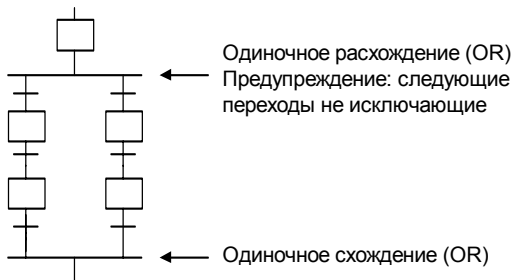 Одиночное расхождение (OR)
Предупреждение: следующие
переходы не исключающие
Одиночное схождение (OR)